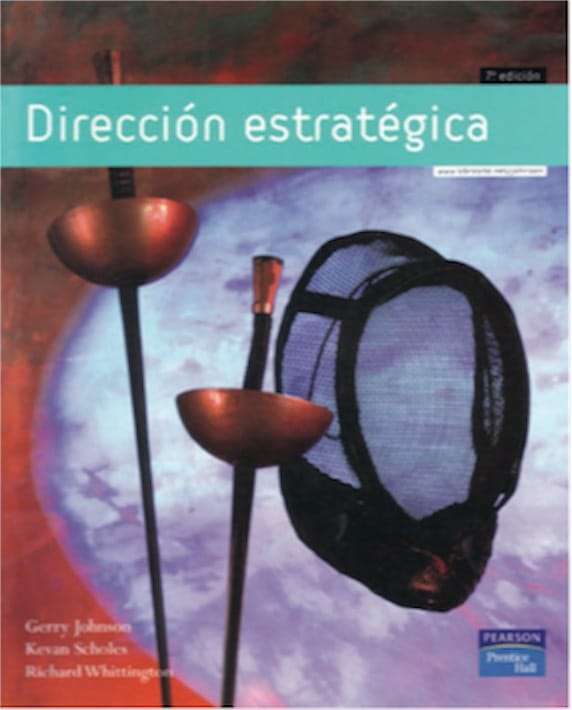 7ª edición
Dirección estratégica
Gerry Johnson
Kevan Scholes
Richard Whittington
PEARSON
Prentice
Hall